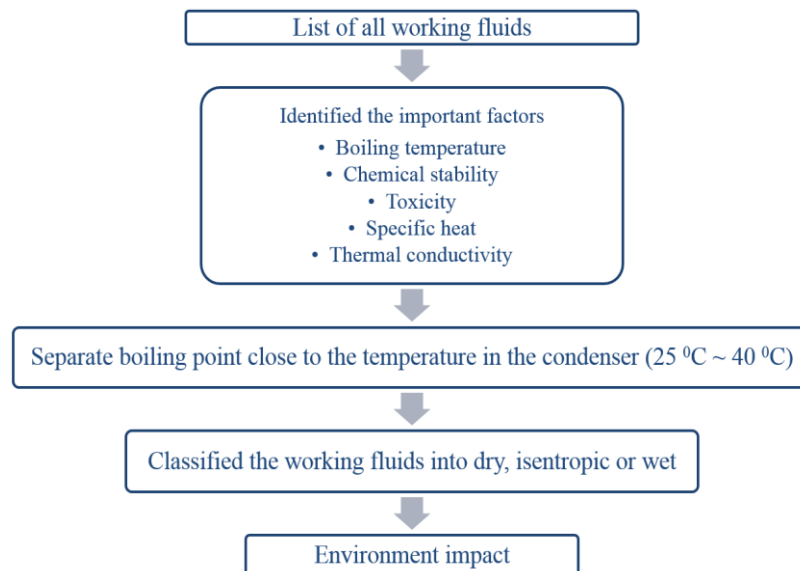 List of all working fluids
Identified the important factors
• Boiling temperature
• Chemical stability
• Toxicity
• Specific heat
• Thermal conductivity
Separate boiling point close to the temperature in the condenser (25 ⁰C ~ 40 ⁰C)
Classified the working fluids into dry, isentropic or wet
Environment impact